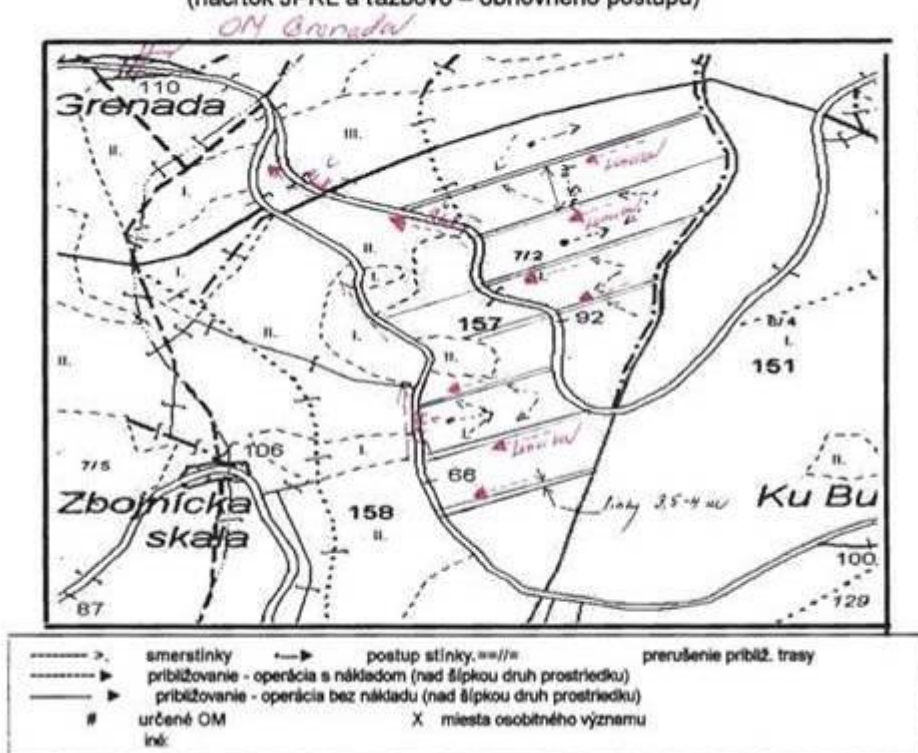 (náčrtok JPRL a ťažbovo – obnovného postupu)
OM Grenada
110
Grenada
II.
III.
I.
I.
II.
I.
7/2
I.
157
92
I.
II.
II.
II.
8/4
I.
151
II.
I.
I.
7/5
106
66
linky 3,5-4 m
Ku Bu
Zbojnícka
skala
158
II.
100
129
87
smerstinky postup stínky.==//= prerušenie približ. trasy
približovanie - operácia s nákladom (nad šípkou druh prostriedku)
približovanie - operácia bez nákladu (nad šípkou druh prostriedku)
# určené OM X miesta osobitného významu
iné: